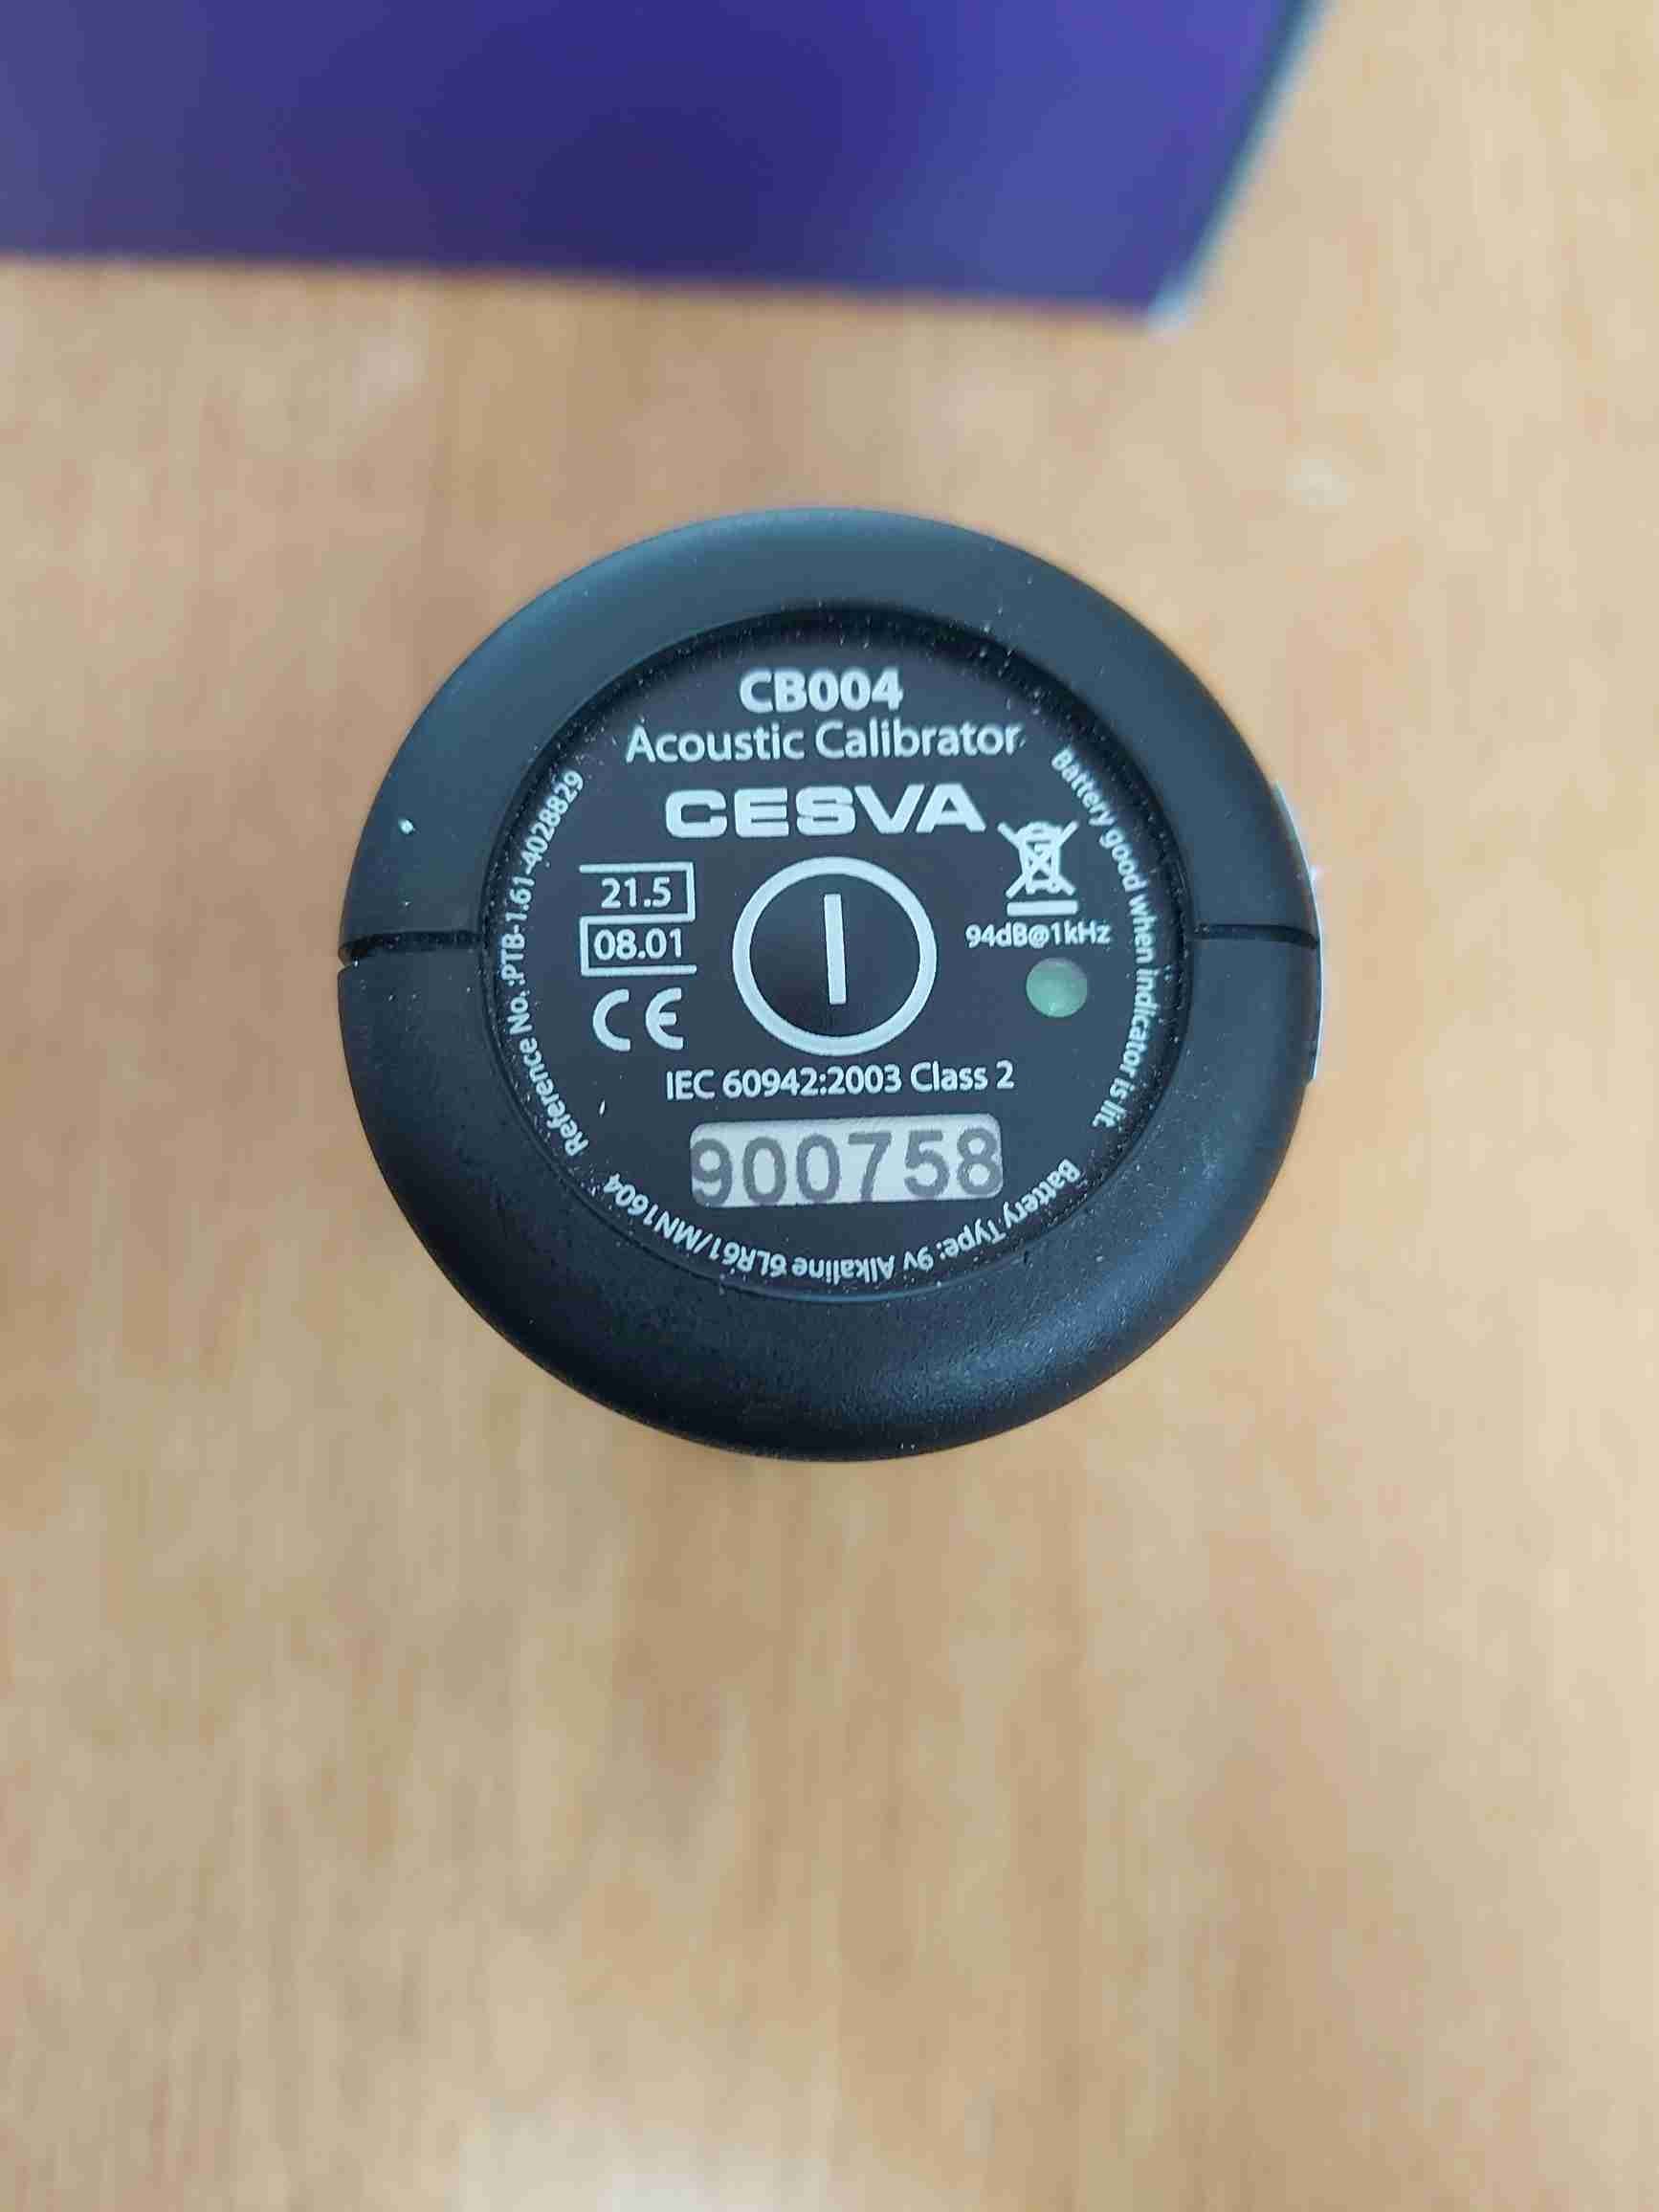 CB004
Acoustic Calibrator
CESVA
21.5
08.01
CE
94dB@1kHz
IEC 60942:2003 Class 2
900758
Reference No.:PTB-1.61-4028829
Battery good when indicator is lit.
Battery Type: 9v Alkaline 6LR61/MN1604